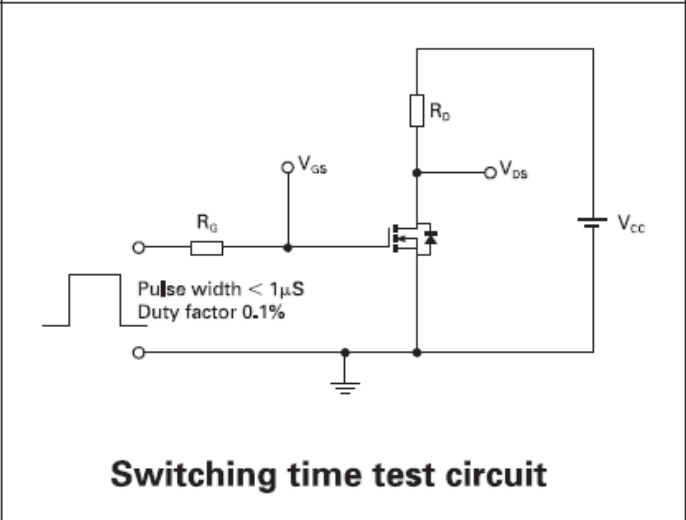 R_D
V_GS
V_DS
R_G
V_CC
Pulse width < 1μS
Duty factor 0.1%
Switching time test circuit